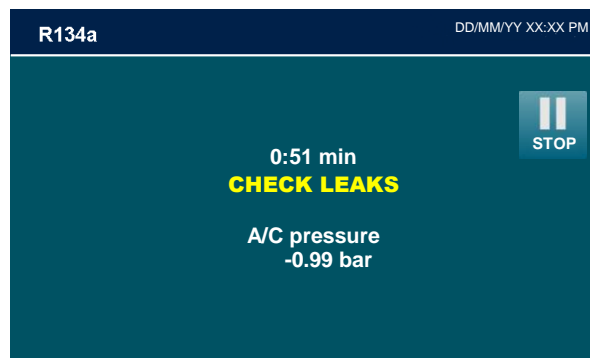 R134a
DD/MM/YY XX:XX PM
STOP
0:51 min
CHECK LEAKS
A/C pressure
-0.99 bar